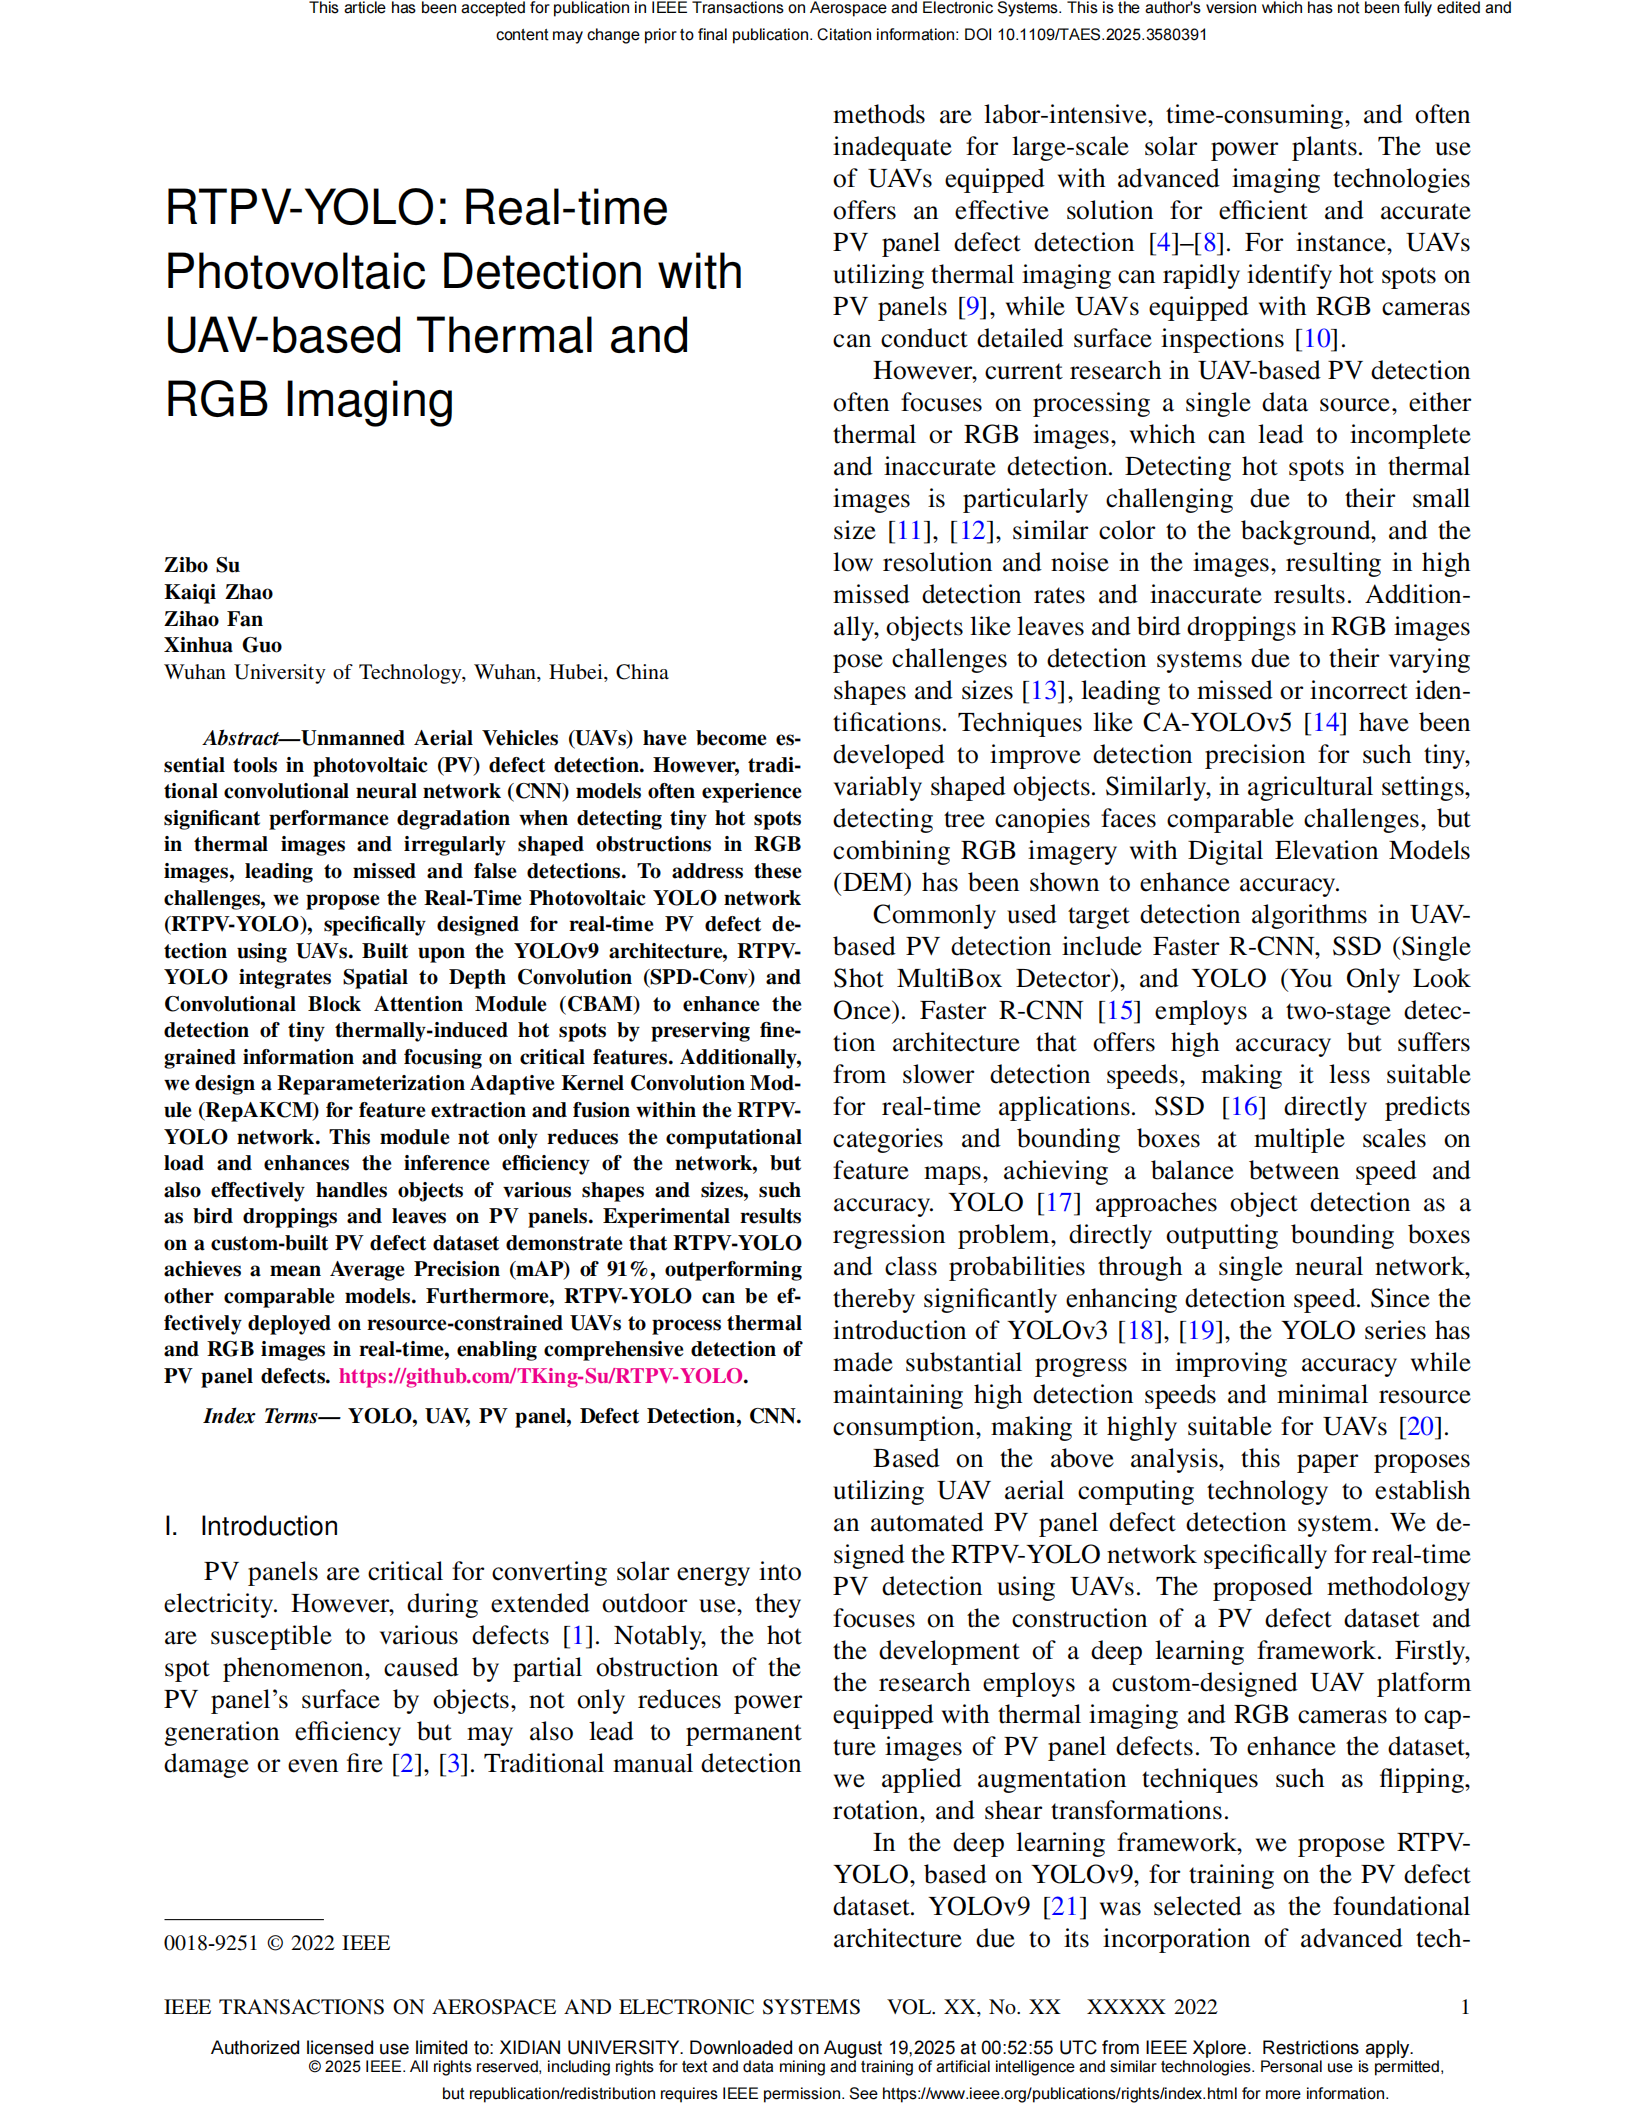 This article has been accepted for publication in IEEE Transactions on Aerospace and Electronic Systems. This is the author's version which has not been fully edited and
content may change prior to final publication. Citation information: DOI 10.1109/TAES.2025.3580391
RTPV-YOLO: Real-time
Photovoltaic Detection with
UAV-based Thermal and
RGB Imaging
Zibo Su
Kaiqi Zhao
Zihao Fan
Xinhua Guo
Wuhan University of Technology, Wuhan, Hubei, China
Abstract—Unmanned Aerial Vehicles (UAVs) have become es-
sential tools in photovoltaic (PV) defect detection. However, tradi-
tional convolutional neural network (CNN) models often experience
significant performance degradation when detecting tiny hot spots
in thermal images and irregularly shaped obstructions in RGB
images, leading to missed and false detections. To address these
challenges, we propose the Real-Time Photovoltaic YOLO network
(RTPV-YOLO), specifically designed for real-time PV defect de-
tection using UAVs. Built upon the YOLOv9 architecture, RTPV-
YOLO integrates Spatial to Depth Convolution (SPD-Conv) and
Convolutional Block Attention Module (CBAM) to enhance the
detection of tiny thermally-induced hot spots by preserving fine-
grained information and focusing on critical features. Additionally,
we design a Reparameterization Adaptive Kernel Convolution Mod-
ule (RepAKCM) for feature extraction and fusion within the RTPV-
YOLO network. This module not only reduces the computational
load and enhances the inference efficiency of the network, but
also effectively handles objects of various shapes and sizes, such
as bird droppings and leaves on PV panels. Experimental results
on a custom-built PV defect dataset demonstrate that RTPV-YOLO
achieves a mean Average Precision (mAP) of 91%, outperforming
other comparable models. Furthermore, RTPV-YOLO can be ef-
fectively deployed on resource-constrained UAVs to process thermal
and RGB images in real-time, enabling comprehensive detection of
PV panel defects. https://github.com/TKing-Su/RTPV-YOLO.
Index Terms— YOLO, UAV, PV panel, Defect Detection, CNN.
I. Introduction
PV panels are critical for converting solar energy into
electricity. However, during extended outdoor use, they
are susceptible to various defects [1]. Notably, the hot
spot phenomenon, caused by partial obstruction of the
PV panel's surface by objects, not only reduces power
generation efficiency but may also lead to permanent
damage or even fire [2], [3]. Traditional manual detection
0018-9251 © 2022 IEEE
methods are labor-intensive, time-consuming, and often
inadequate for large-scale solar power plants. The use
of UAVs equipped with advanced imaging technologies
offers an effective solution for efficient and accurate
PV panel defect detection [4]–[8]. For instance, UAVs
utilizing thermal imaging can rapidly identify hot spots on
PV panels [9], while UAVs equipped with RGB cameras
can conduct detailed surface inspections [10].
However, current research in UAV-based PV detection
often focuses on processing a single data source, either
thermal or RGB images, which can lead to incomplete
and inaccurate detection. Detecting hot spots in thermal
images is particularly challenging due to their small
size [11], [12], similar color to the background, and the
low resolution and noise in the images, resulting in high
missed detection rates and inaccurate results. Addition-
ally, objects like leaves and bird droppings in RGB images
pose challenges to detection systems due to their varying
shapes and sizes [13], leading to missed or incorrect iden-
tifications. Techniques like CA-YOLOv5 [14] have been
developed to improve detection precision for such tiny,
variably shaped objects. Similarly, in agricultural settings,
detecting tree canopies faces comparable challenges, but
combining RGB imagery with Digital Elevation Models
(DEM) has been shown to enhance accuracy.
Commonly used target detection algorithms in UAV-
based PV detection include Faster R-CNN, SSD (Single
Shot MultiBox Detector), and YOLO (You Only Look
Once). Faster R-CNN [15] employs a two-stage detec-
tion architecture that offers high accuracy but suffers
from slower detection speeds, making it less suitable
for real-time applications. SSD [16] directly predicts
categories and bounding boxes at multiple scales on
feature maps, achieving a balance between speed and
accuracy. YOLO [17] approaches object detection as a
regression problem, directly outputting bounding boxes
and class probabilities through a single neural network,
thereby significantly enhancing detection speed. Since the
introduction of YOLOv3 [18], [19], the YOLO series has
made substantial progress in improving accuracy while
maintaining high detection speeds and minimal resource
consumption, making it highly suitable for UAVs [20].
Based on the above analysis, this paper proposes
utilizing UAV aerial computing technology to establish
an automated PV panel defect detection system. We de-
signed the RTPV-YOLO network specifically for real-time
PV detection using UAVs. The proposed methodology
focuses on the construction of a PV defect dataset and
the development of a deep learning framework. Firstly,
the research employs a custom-designed UAV platform
equipped with thermal imaging and RGB cameras to cap-
ture images of PV panel defects. To enhance the dataset,
we applied augmentation techniques such as flipping,
rotation, and shear transformations.
In the deep learning framework, we propose RTPV-
YOLO, based on YOLOv9, for training on the PV defect
dataset. YOLOv9 [21] was selected as the foundational
architecture due to its incorporation of advanced tech-
IEEE TRANSACTIONS ON AEROSPACE AND ELECTRONIC SYSTEMS VOL. XX, No. XX XXXXX 2022 1
Authorized licensed use limited to: XIDIAN UNIVERSITY. Downloaded on August 19,2025 at 00:52:55 UTC from IEEE Xplore. Restrictions apply.
© 2025 IEEE. All rights reserved, including rights for text and data mining and training of artificial intelligence and similar technologies. Personal use is permitted,
but republication/redistribution requires IEEE permission. See https://www.ieee.org/publications/rights/index.html for more information.